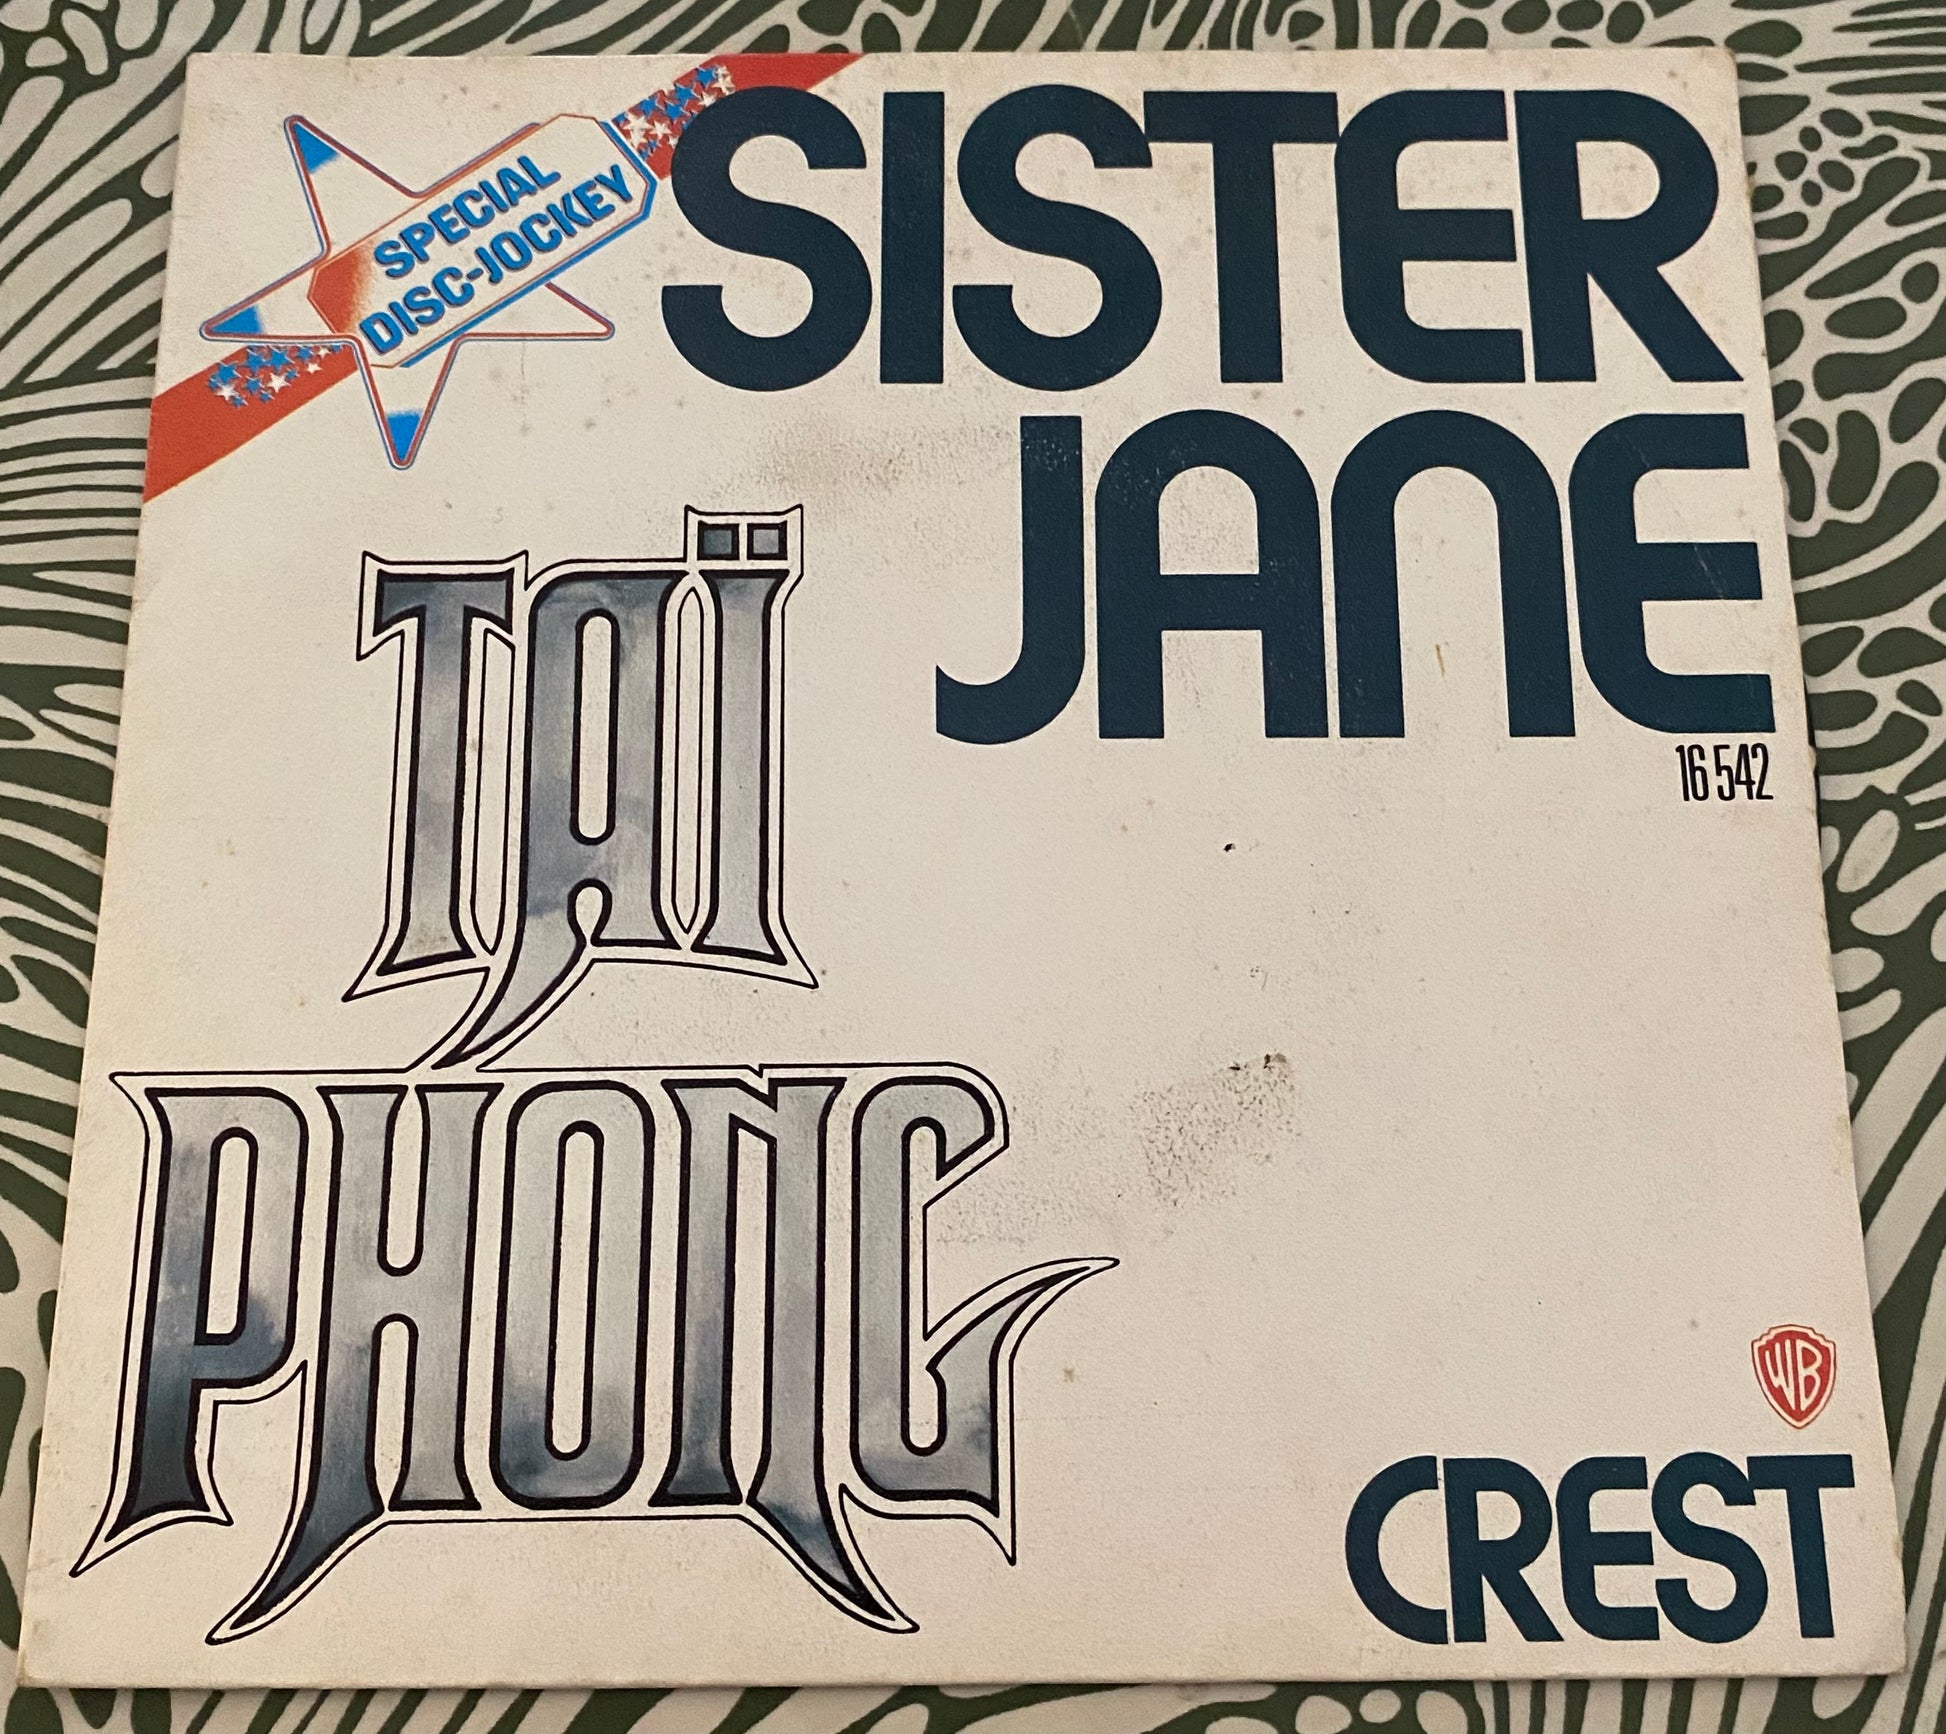 SPECIAL
DISC-JOCKEY
SISTER
JANE
16 542
TAÏ
PHONG
WB
CREST